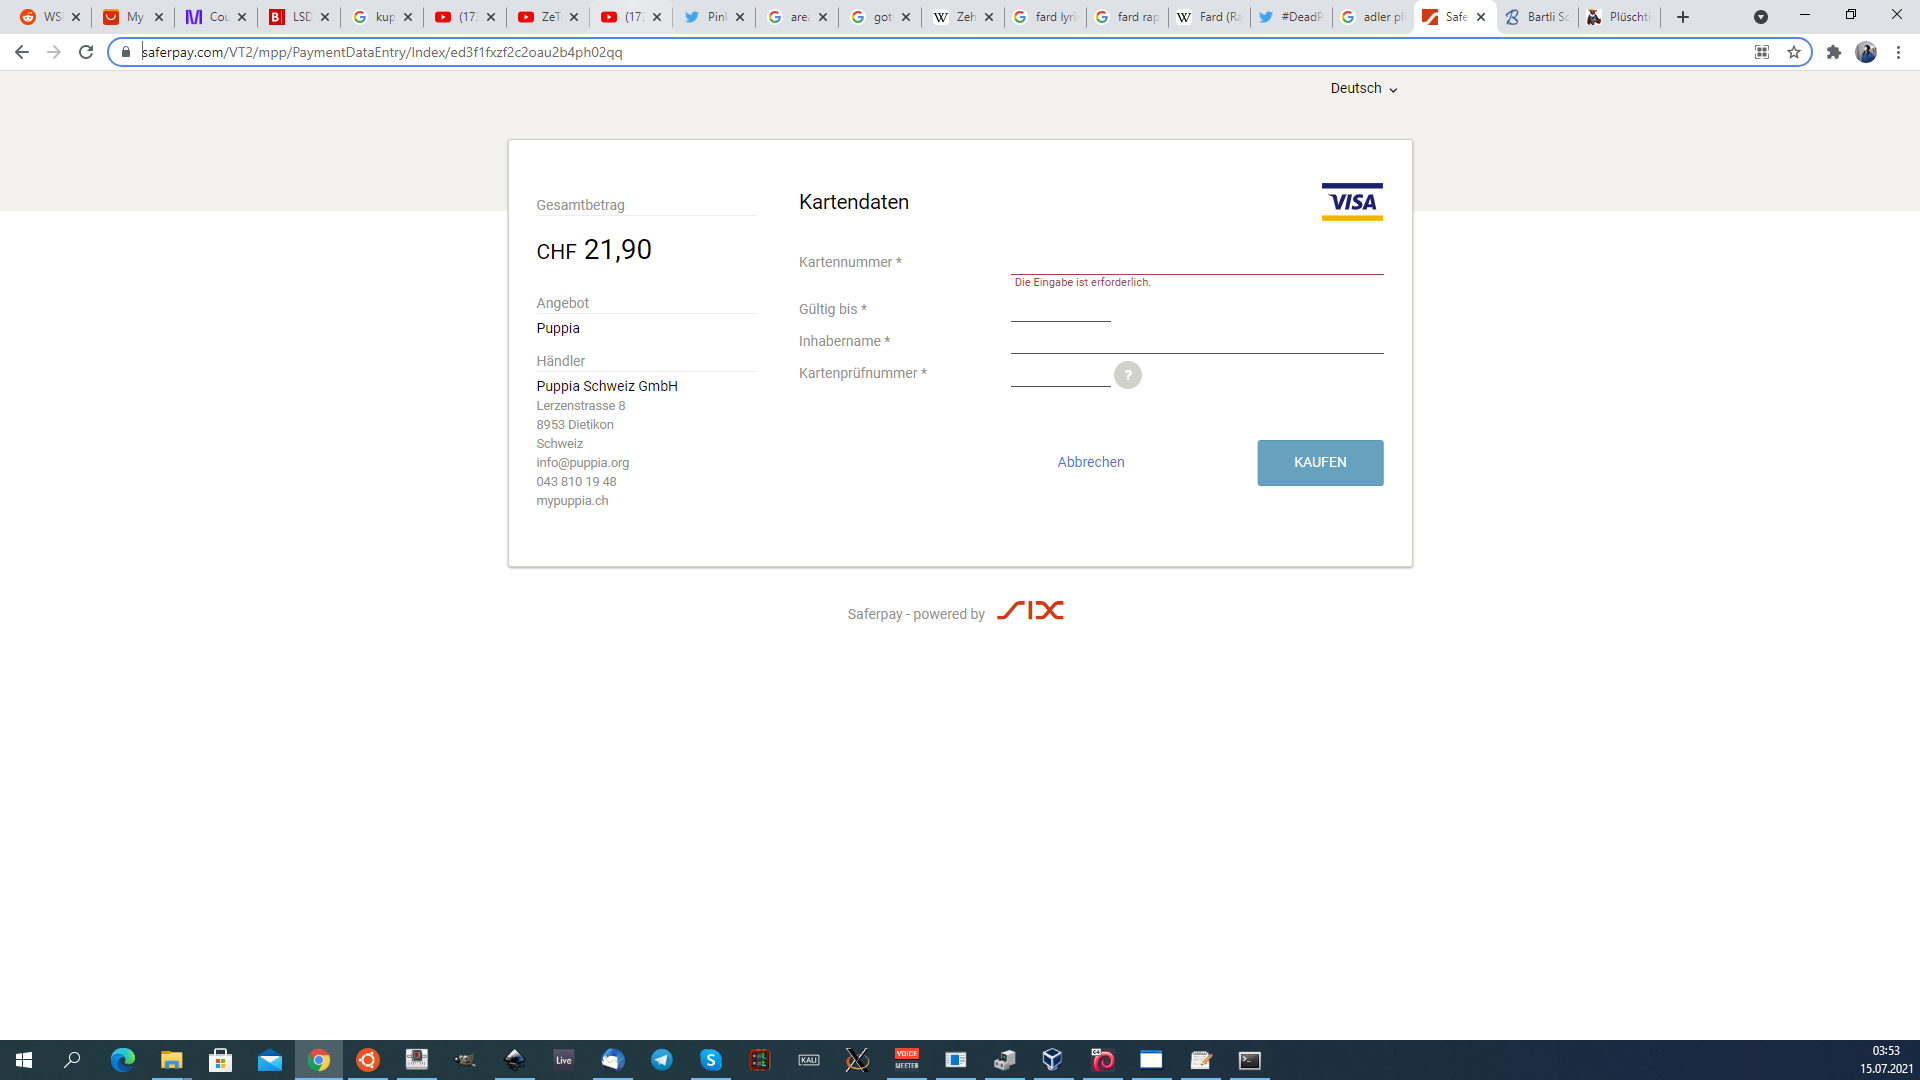 WS
My
Cou
LSD
kup
(17
ZeT
(17
Pin
area
got
Zeh
fard lyri
fard rap
Fard (Ra
#DeadP
adler pl
Safe
Bartli Sc
Plüschti
saferpay.com/VT2/mpp/PaymentDataEntry/Index/ed3f1fxzf2c2oau2b4ph02qq
Deutsch
Gesamtbetrag
CHF 21,90
Angebot
Puppia
Händler
Puppia Schweiz GmbH
Lerzenstrasse 8
8953 Dietikon
Schweiz
info@puppia.org
043 810 19 48
mypuppia.ch
Kartendaten
VISA
Kartennummer *
Die Eingabe ist erforderlich.
Gültig bis *
Inhabername *
Kartenprüfnummer *
?
Abbrechen
KAUFEN
Saferpay - powered by SIX
Live
KALI
VOICE
MEETER
03:53
15.07.2021